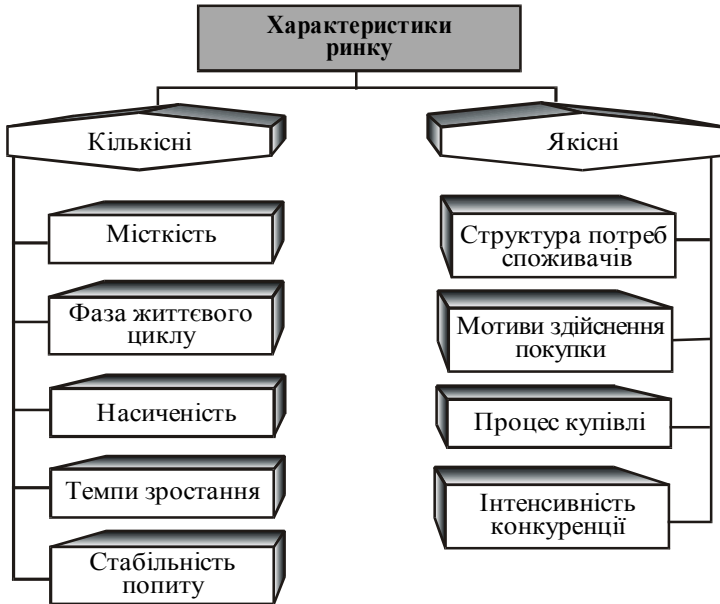 Характеристики
ринку
Кількісні
Місткість
Фаза життєвого
циклу
Насиченість
Темпи зростання
Стабільність
попиту
Якісні
Структура потреб
споживачів
Мотиви здійснення
покупки
Процес купівлі
Інтенсивність
конкуренції